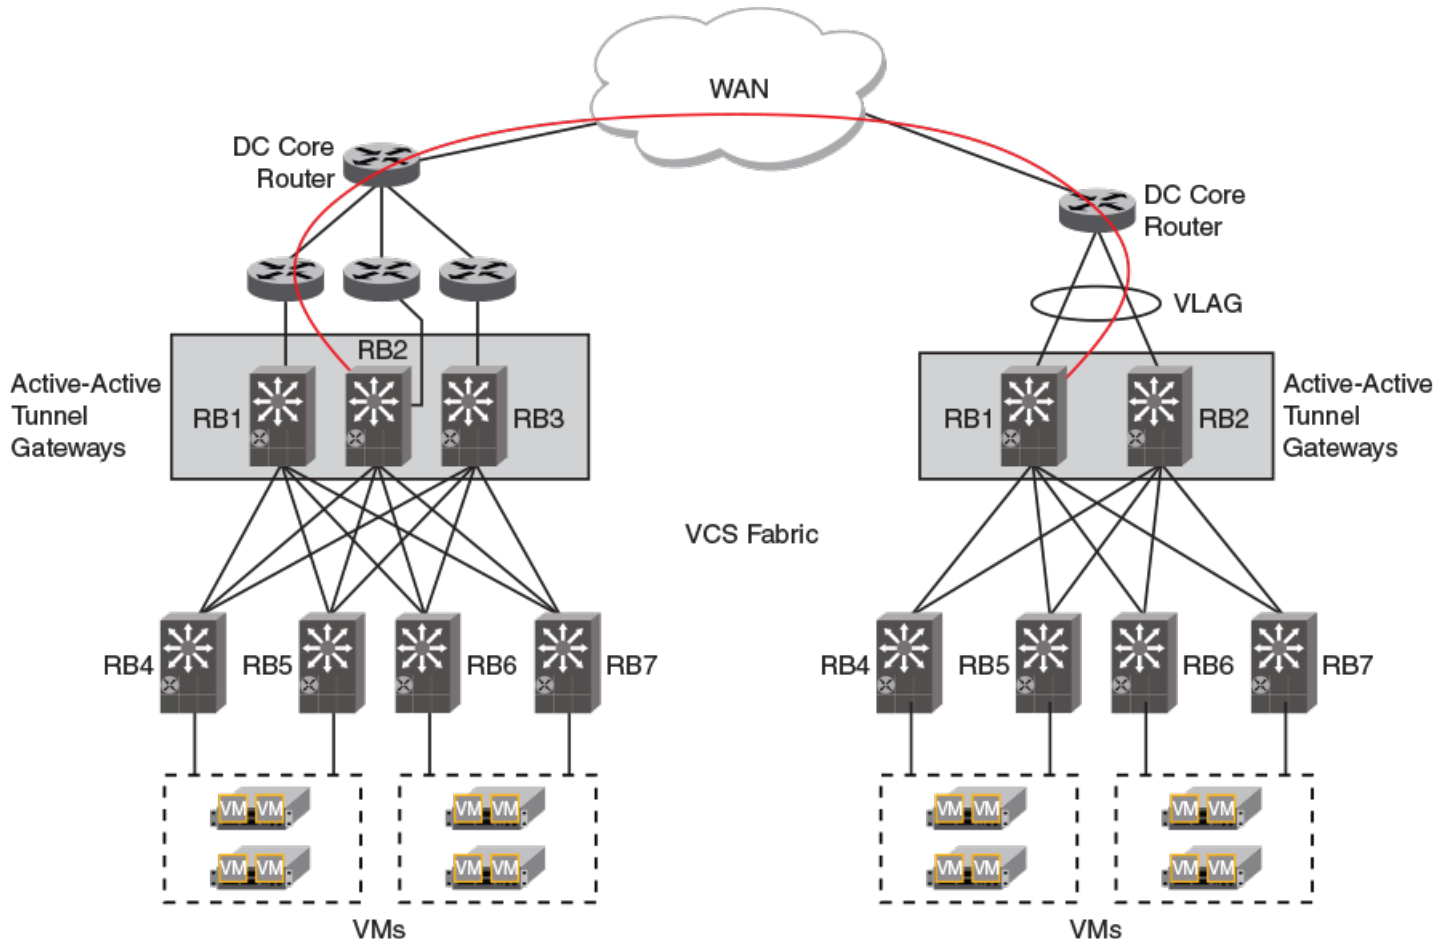 WAN
DC Core
Router
DC Core
Router
VLAG
RB2
Active-Active
Tunnel
Gateways
RB1
RB3
RB1
RB2
Active-Active
Tunnel
Gateways
VCS Fabric
RB4
RB5
RB6
RB7
RB4
RB5
RB6
RB7
VM VM
VM VM
VM VM
VM VM
VM VM
VM VM
VM VM
VM VM
VMs
VMs